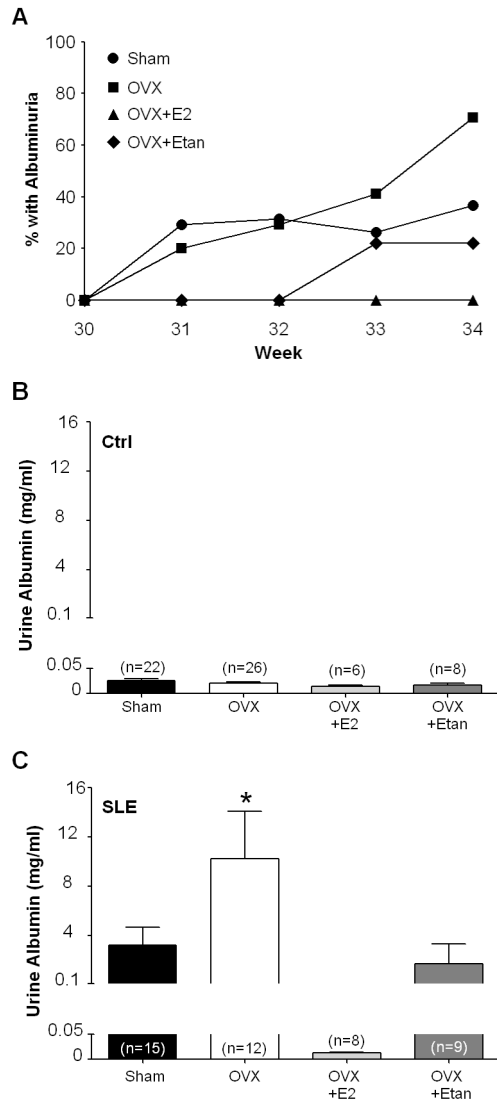 A
Sham
OVX
OVX+E2
OVX+Etan
100
80
60
40
20
0
% with Albuminuria
30 31 32 33 34
Week
B
Ctrl
Urine Albumin (mg/ml)
16
12
8
4
0.1
0.05
0
(n=22) (n=26) (n=6) (n=8)
Sham OVX OVX OVX
+E2 +Etan
C
SLE
Urine Albumin (mg/ml)
16
12
8
4
0.1
0.05
0
*
(n=15) (n=12) (n=8) (n=9)
Sham OVX OVX OVX
+E2 +Etan